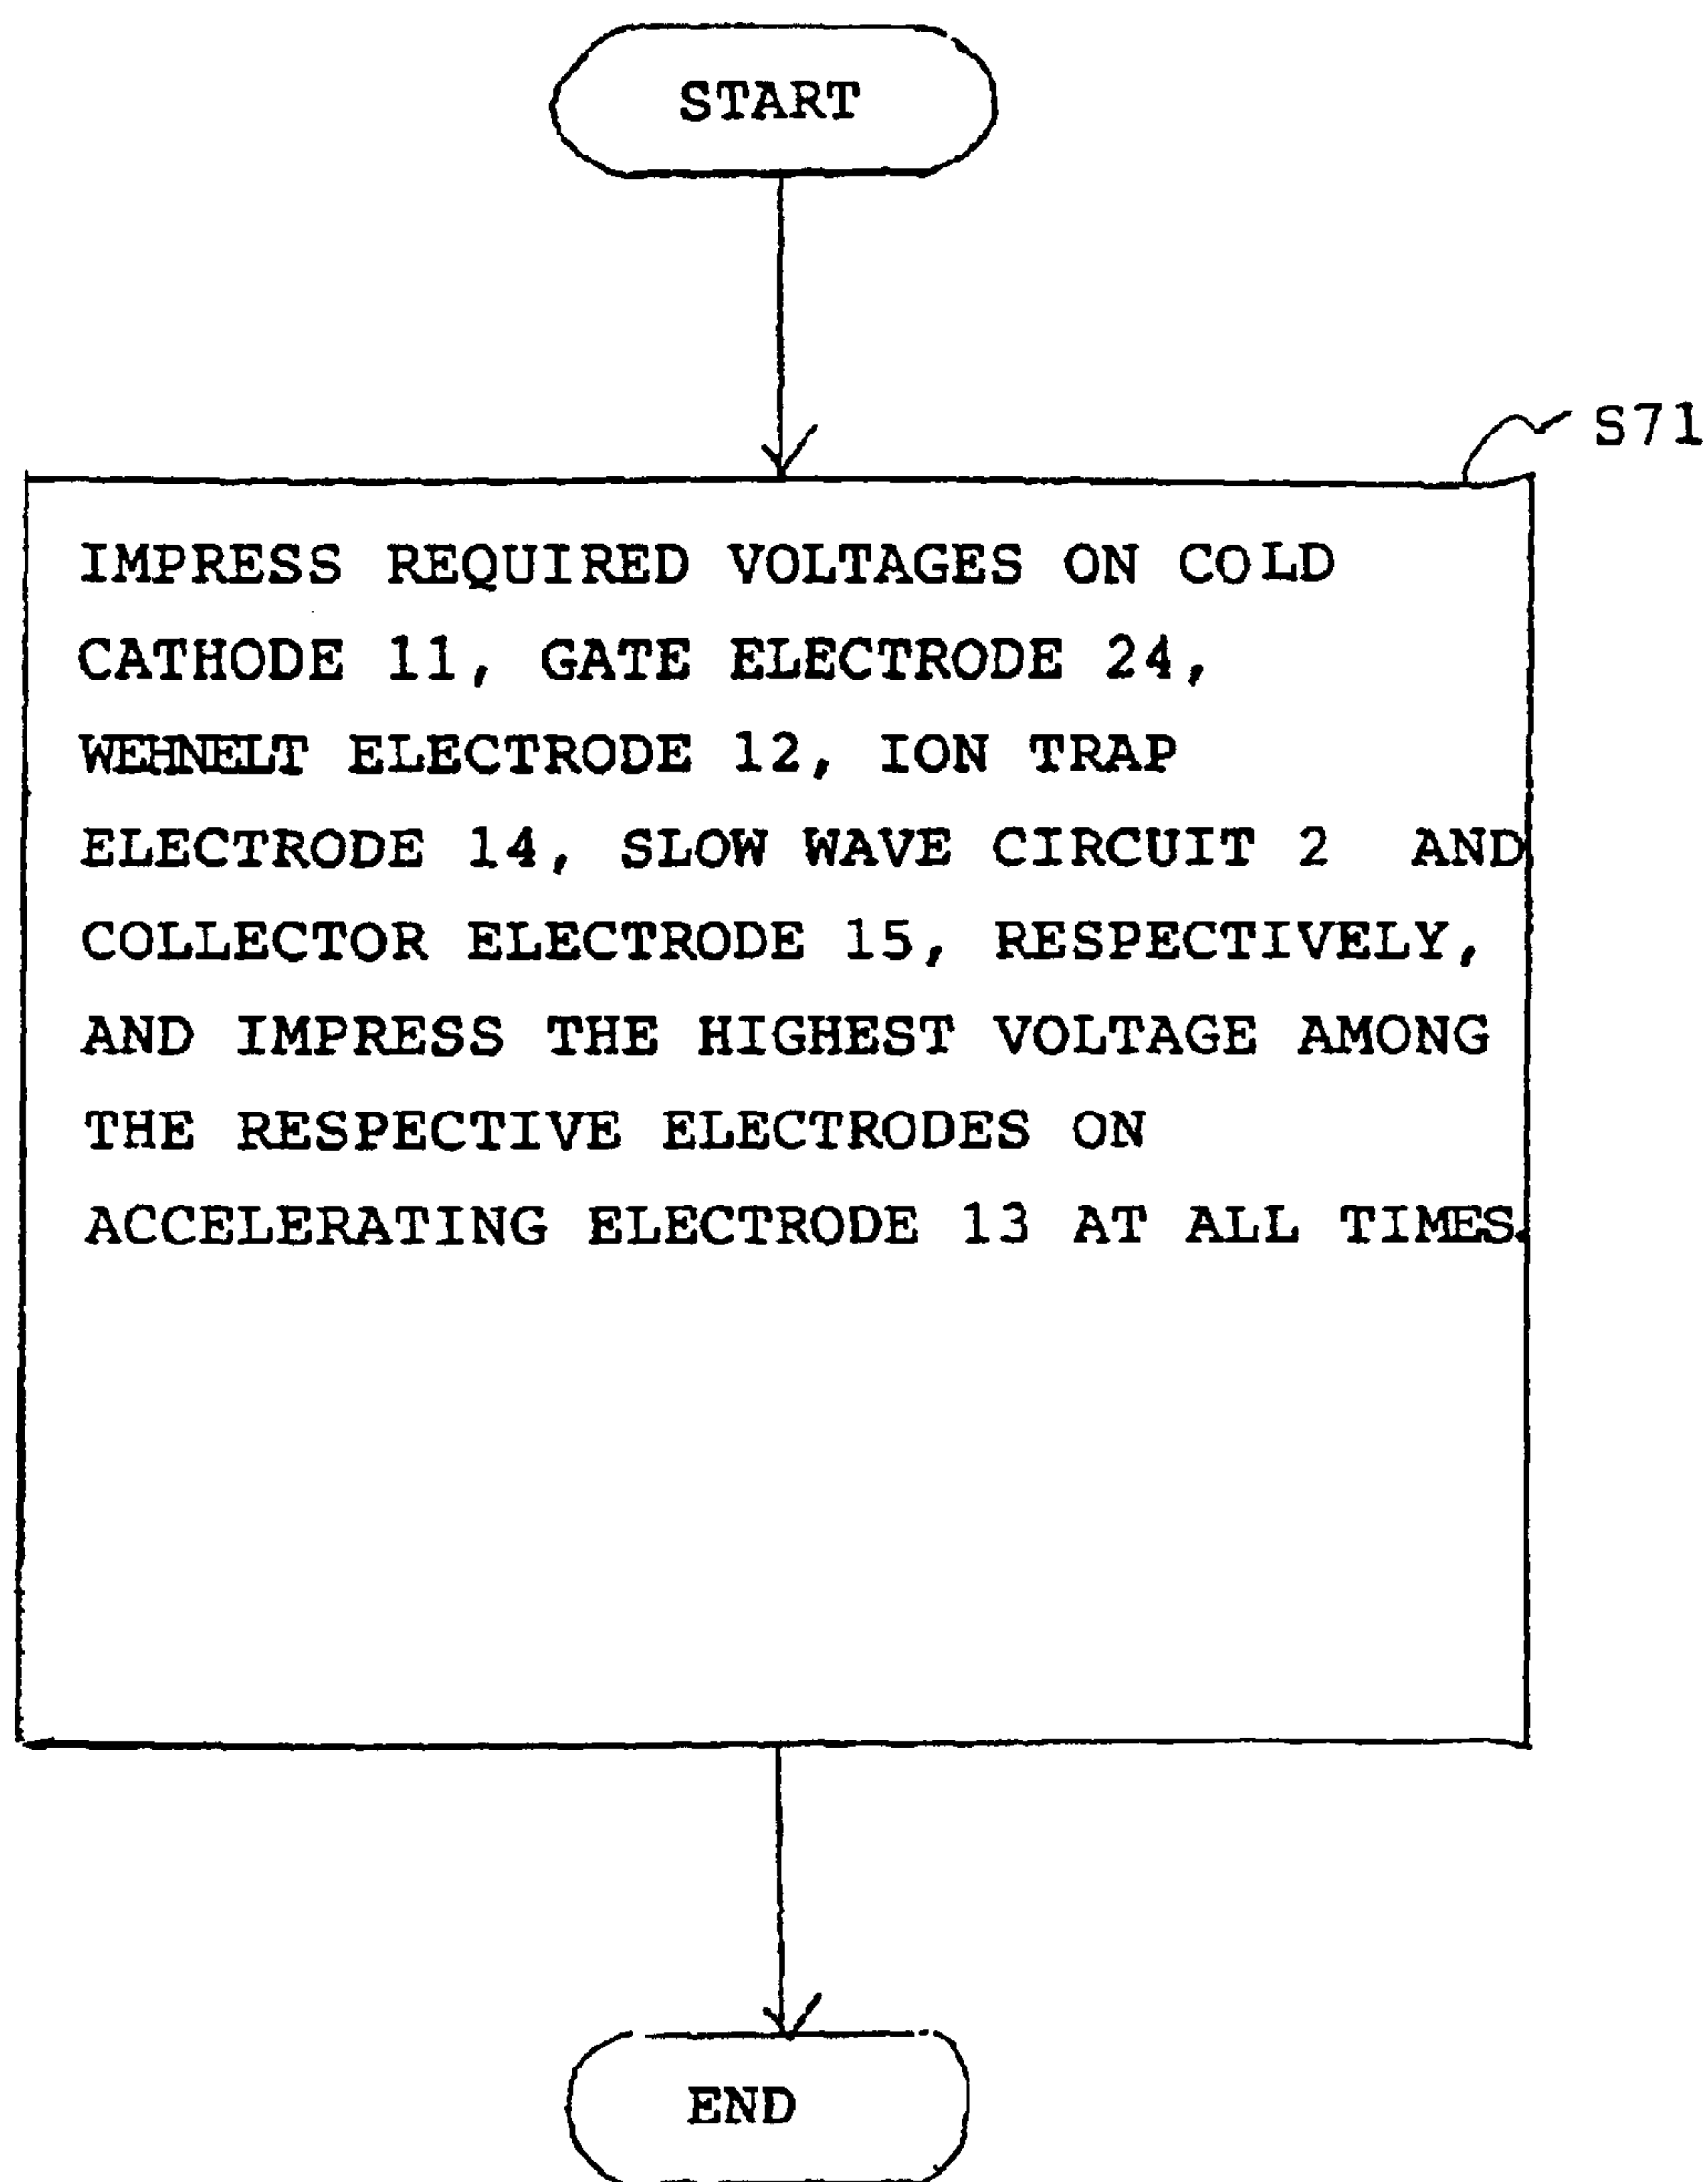 START
S71
IMPRESS REQUIRED VOLTAGES ON COLD
CATHODE 11, GATE ELECTRODE 24,
WEHNELT ELECTRODE 12, ION TRAP
ELECTRODE 14, SLOW WAVE CIRCUIT 2 AND
COLLECTOR ELECTRODE 15, RESPECTIVELY,
AND IMPRESS THE HIGHEST VOLTAGE AMONG
THE RESPECTIVE ELECTRODES ON
ACCELERATING ELECTRODE 13 AT ALL TIMES.
END